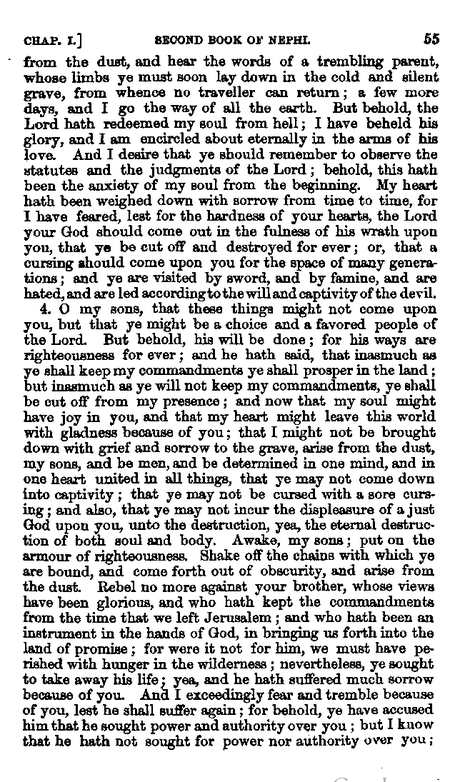 CHAP. I.] SECOND BOOK OF NEPHI. 55
from the dust, and hear the words of a trembling parent,
whose limbs ye must soon lay down in the cold and silent
grave, from whence no traveller can return; a few more
days, and I go the way of all the earth. But behold, the
Lord hath redeemed my soul from hell; I have beheld his
glory, and I am encircled about eternally in the arms of his
love. And I desire that ye should remember to observe the
statutes and the judgments of the Lord; behold, this hath
been the anxiety of my soul from the beginning. My heart
hath been weighed down with sorrow from time to time, for
I have feared, lest for the hardness of your hearts, the Lord
your God should come out in the fulness of his wrath upon
you, that ye be cut off and destroyed for ever; or, that a
cursing should come upon you for the space of many genera-
tions; and ye are visited by sword, and by famine, and are
hated, and are led according to the will and captivity of the devil.
4. O my sons, that these things might not come upon
you, but that ye might be a choice and a favored people of
the Lord. But behold, his will be done; for his ways are
righteousness for ever; and he hath said, that inasmuch as
ye shall keep my commandments ye shall prosper in the land;
but inasmuch as ye will not keep my commandments, ye shall
be cut off from my presence; and now that my soul might
have joy in you, and that my heart might leave this world
with gladness because of you; that I might not be brought
down with grief and sorrow to the grave, arise from the dust,
my sons, and be men, and be determined in one mind, and in
one heart united in all things, that ye may not come down
into captivity; that ye may not be cursed with a sore curs-
ing; and also, that ye may not incur the displeasure of a just
God upon you, unto the destruction, yea, the eternal destruc-
tion of both soul and body. Awake, my sons; put on the
armour of righteousness. Shake off the chains with which ye
are bound, and come forth out of obscurity, and arise from
the dust. Rebel no more against your brother, whose views
have been glorious, and who hath kept the commandments
from the time that we left Jerusalem; and who hath been an
instrument in the hands of God, in bringing us forth into the
land of promise; for were it not for him, we must have pe-
rished with hunger in the wilderness; nevertheless, ye sought
to take away his life; yea, and he hath suffered much sorrow
because of you. And I exceedingly fear and tremble because
of you, lest he shall suffer again; for behold, ye have accused
him that he sought power and authority over you; but I know
that he hath not sought for power nor authority over you;